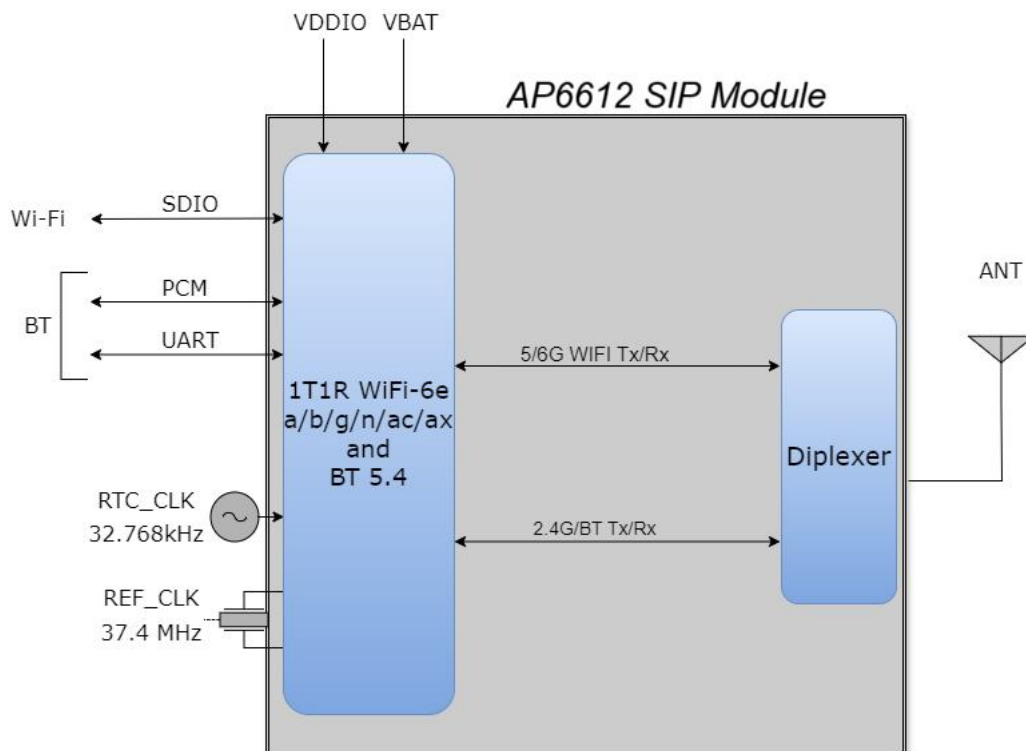 VDDIO VBAT
AP6612 SIP Module
Wi-Fi
SDIO
BT
PCM
UART
ANT
5/6G WIFI Tx/Rx
1T1R WiFi-6e
a/b/g/n/ac/ax
and
BT 5.4
Diplexer
RTC_CLK
32.768kHz
2.4G/BT Tx/Rx
REF_CLK
37.4 MHz